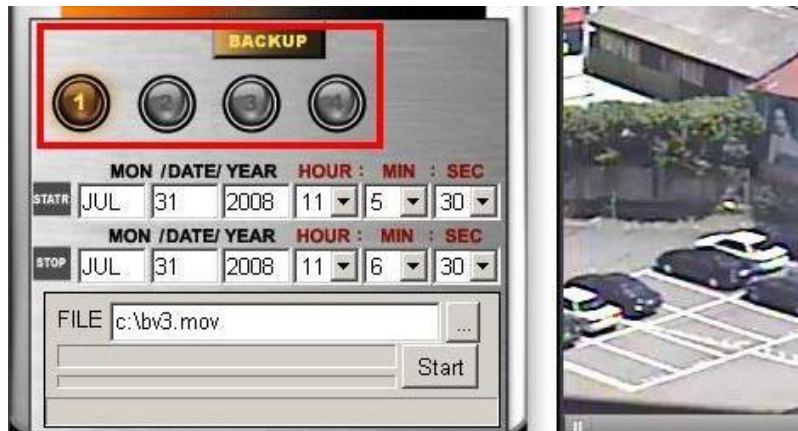 BACKUP
1 2 3 4
MON /DATE/ YEAR HOUR : MIN : SEC
STATR JUL 31 2008 11 5 30
MON /DATE/ YEAR HOUR : MIN : SEC
STOP JUL 31 2008 11 6 30
FILE c:\bv3.mov ...
Start